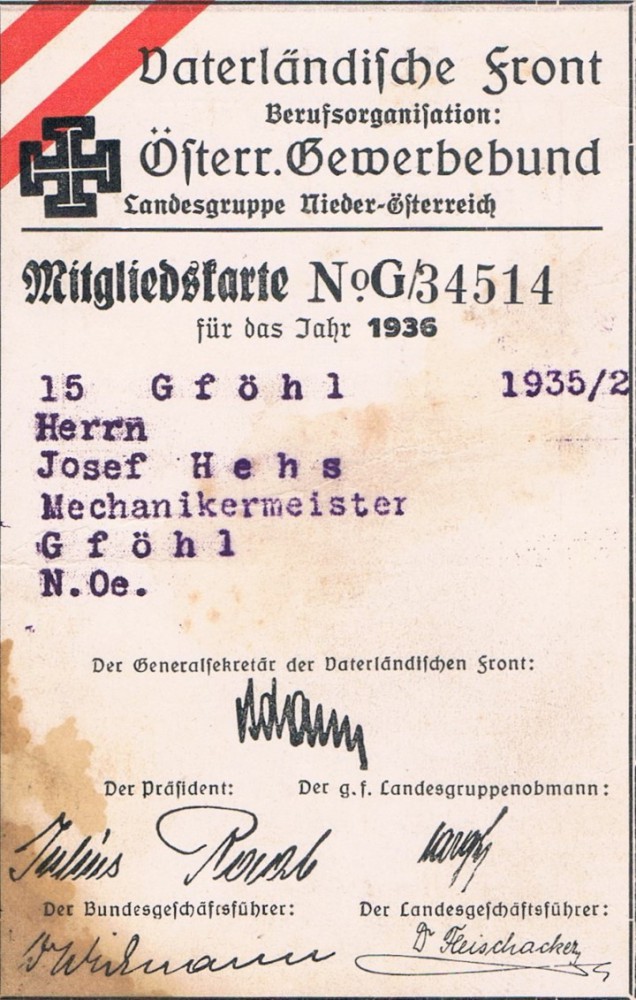 Vaterländische Front
Berufsorganisation:
Österr. Gewerbebund
Landesgruppe Nieder-Österreich
Mitgliedskarte NoG/34514
für das Jahr 1936
15 Gföhl 1935/2
Herrn
Josef Hehs
Mechanikermeister
Gföhl
N.Oe.
Der Generalsekretär der Vaterländischen Front:
Adam
Der Präsident: Der g.f. Landesgruppenobmann:
Julius
Der Bundesgeschäftsführer: Der Landesgeschäftsführer:
Dr Fleischacker